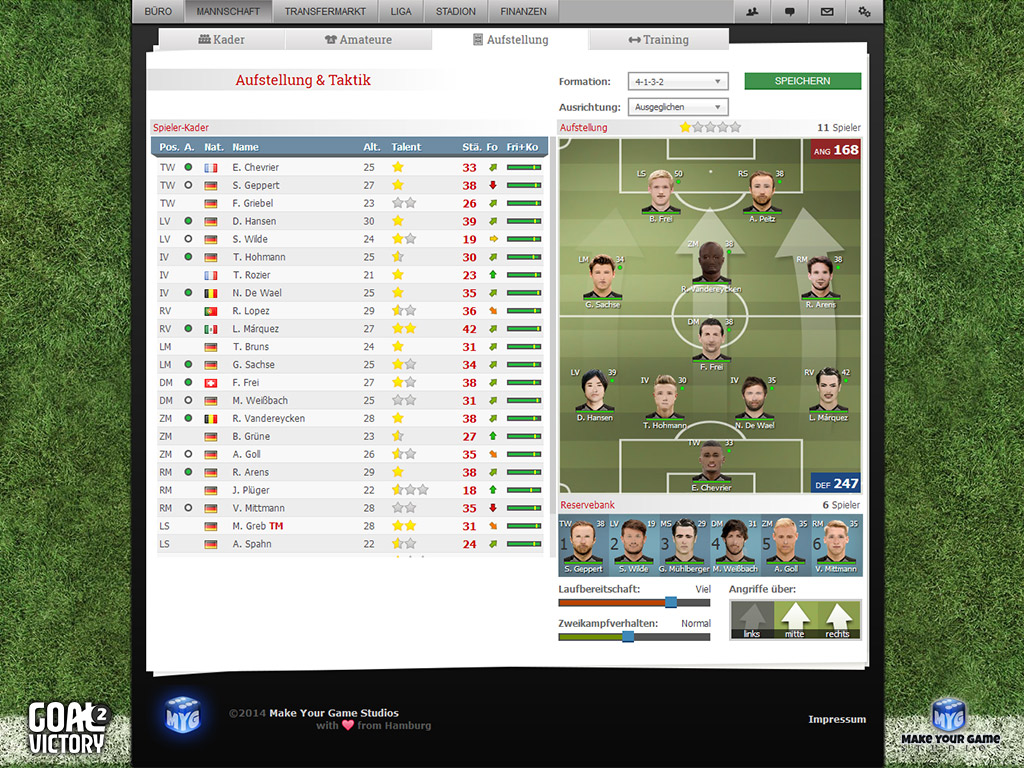 BÜRO MANNSCHAFT TRANSFERMARKT LIGA STADION FINANZEN
Kader Amateure Aufstellung Training
Aufstellung & Taktik
Formation: 4-1-3-2 SPEICHERN
Ausrichtung: Ausgeglichen
Spieler-Kader
Pos. A. Nat. Name Alt. Talent Stä. Fo Fri+Ko
TW E. Chevrier 25 33
TW S. Geppert 27 38
TW F. Griebel 23 26
LV D. Hansen 30 39
LV S. Wilde 24 19
IV T. Hohmann 25 30
IV T. Rozier 21 23
IV N. De Wael 25 35
RV R. Lopez 29 36
RV L. Márquez 27 42
LM T. Bruns 24 31
LM G. Sachse 25 34
DM F. Frei 27 38
DM M. Weißbach 25 31
ZM R. Vandereycken 28 38
ZM B. Grüne 23 27
ZM A. Goll 26 35
RM R. Arens 29 38
RM J. Plüger 22 18
RM V. Mittmann 28 35
LS M. Greb TM 28 31
LS A. Spahn 22 24
Aufstellung 11 Spieler
ANG 168
LS 50 RS 38
B. Frei A. Peitz
ZM 38
LM 34 RM 38
R. Vandereycken
G. Sachse R. Arens
DM 38
F. Frei
LV 39 IV 30 IV 35 RV 42
D. Hansen T. Hohmann N. De Wael L. Márquez
TW 33
E. Chevrier
DEF 247
Reservebank 6 Spieler
TW 38 LV 19 MS 29 DM 31 ZM 35 RM 35
1 2 3 4 5 6
S. Geppert S. Wilde G. Mühlberger M. Weißbach A. Goll V. Mittmann
Laufbereitschaft: Viel Angriffe über:
Zweikampfverhalten: Normal
links mitte rechts
GOAL 2 VICTORY
MYG
©2014 Make Your Game Studios
with from Hamburg
Impressum
MYG
MAKE YOUR GAME
STUDIOS